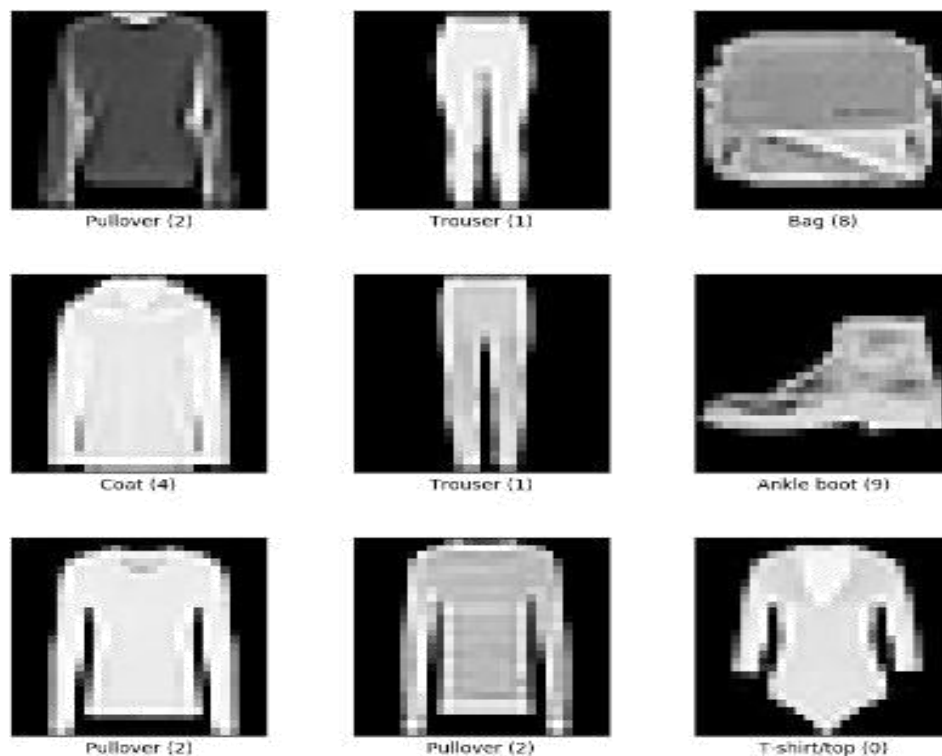 Pullover (2)
Trouser (1)
Bag (8)
Coat (4)
Trouser (1)
Ankle boot (9)
Pullover (2)
Pullover (2)
T-shirt/top (0)